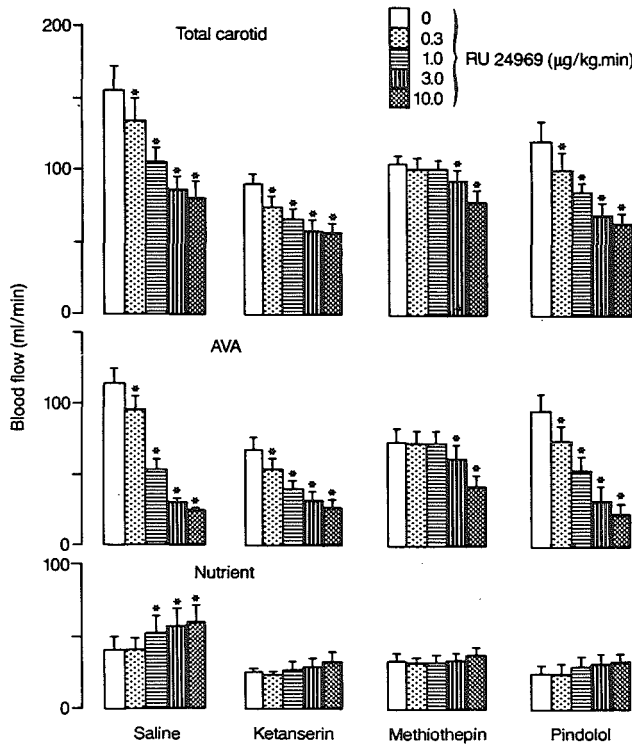 200
Total carotid
0
0.3
1.0
3.0
10.0
RU 24969 (μg/kg.min)
100
0
Blood flow (ml/min)
AVA
100
0
100
Nutrient
0
Saline Ketanserin Methiothepin Pindolol